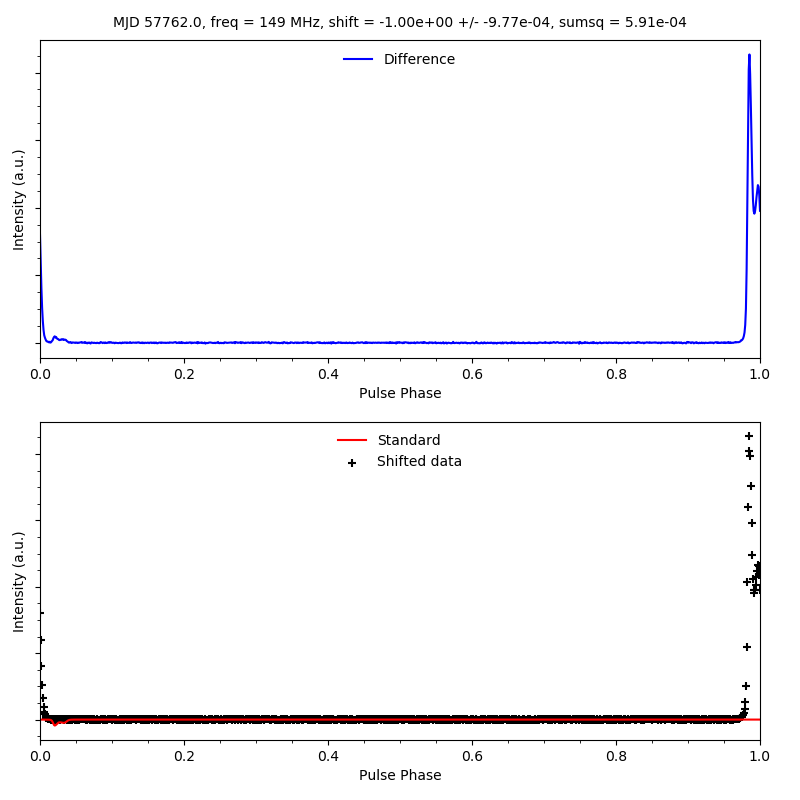 MJD 57762.0, freq = 149 MHz, shift = -1.00e+00 +/- -9.77e-04, sumsq = 5.91e-04
Difference
Intensity (a.u.)
0.0 0.2 0.4 0.6 0.8 1.0
Pulse Phase
Standard
Shifted data
Intensity (a.u.)
0.0 0.2 0.4 0.6 0.8 1.0
Pulse Phase